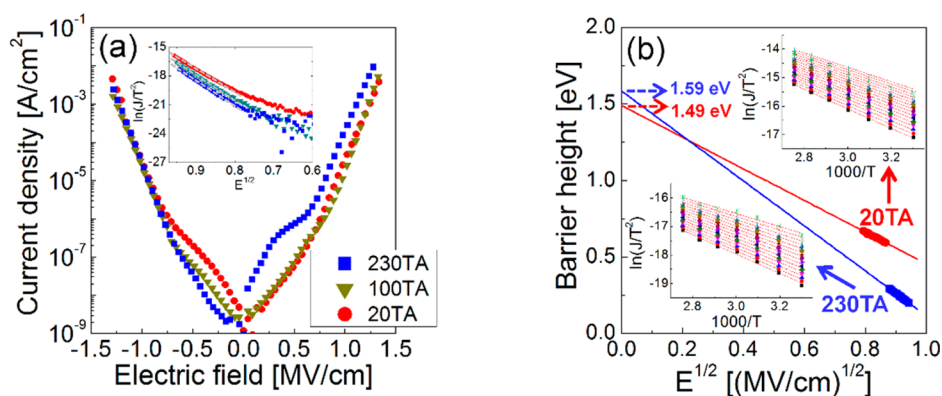 (a)
Current density [A/cm²]
10⁻¹
10⁻³
10⁻⁵
10⁻⁷
10⁻⁹
-1.5 -1.0 -0.5 0.0 0.5 1.0 1.5
Electric field [MV/cm]
ln(J/T²)
-15
-18
-21
-24
-27
0.9 0.8 0.7 0.6
E^1/2
230TA
100TA
20TA
(b)
Barrier height [eV]
2.0
1.5
1.0
0.5
0.0
0.0 0.2 0.4 0.6 0.8 1.0
E^1/2 [(MV/cm)^1/2]
1.59 eV
1.49 eV
ln(J/T²)
-14
-15
-16
-17
2.8 3.0 3.2
1000/T
20TA
ln(J/T²)
-16
-17
-18
-19
2.8 3.0 3.2
1000/T
230TA